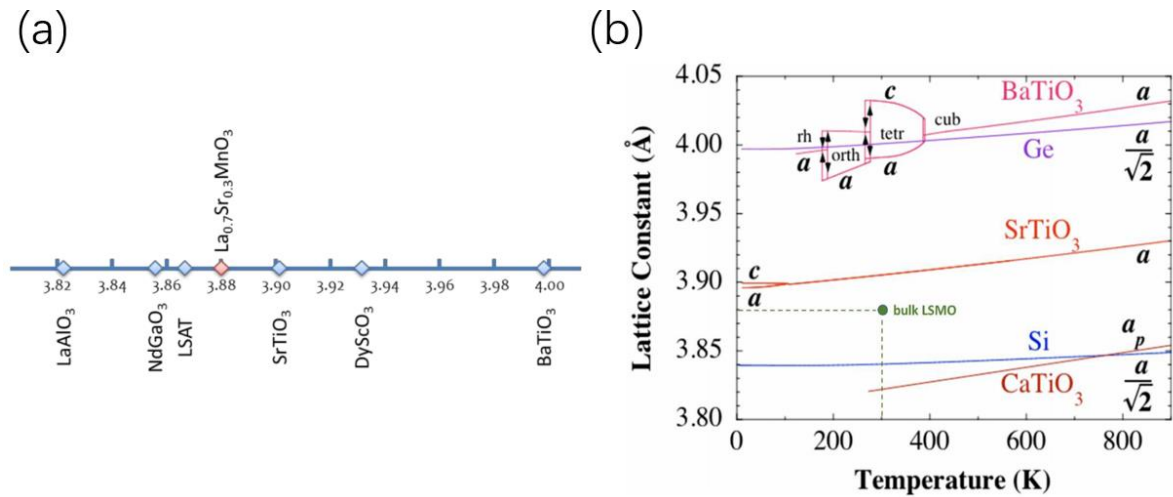 (a)
La0.7Sr0.3MnO3
3.82 3.84 3.86 3.88 3.90 3.92 3.94 3.96 3.98 4.00
LaAlO3
NdGaO3
LSAT
SrTiO3
DyScO3
BaTiO3
(b)
Lattice Constant (Å)
4.05
4.00
3.95
3.90
3.85
3.80
c
BaTiO3 a
rh
tetr
cub
a
orth
a
a
Ge
a
√2
SrTiO3
a
c
a
bulk LSMO
Si
ap
CaTiO3
a
√2
0 200 400 600 800
Temperature (K)